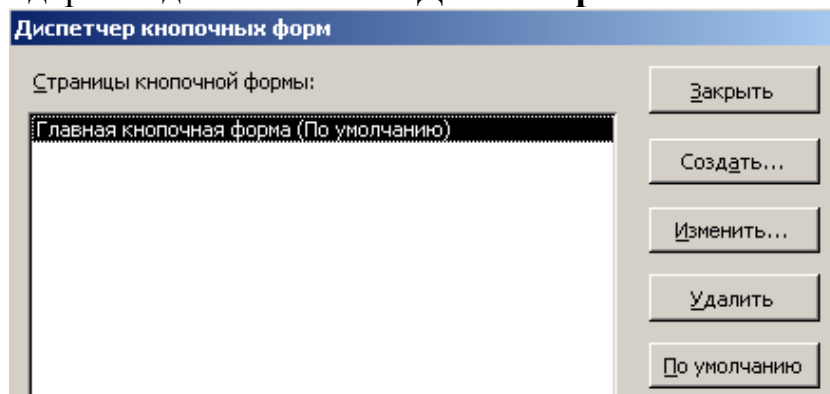 Диспетчер кнопочных форм
Страницы кнопочной формы:
Главная кнопочная форма (По умолчанию)
Закрыть
Создать...
Изменить...
Удалить
По умолчанию